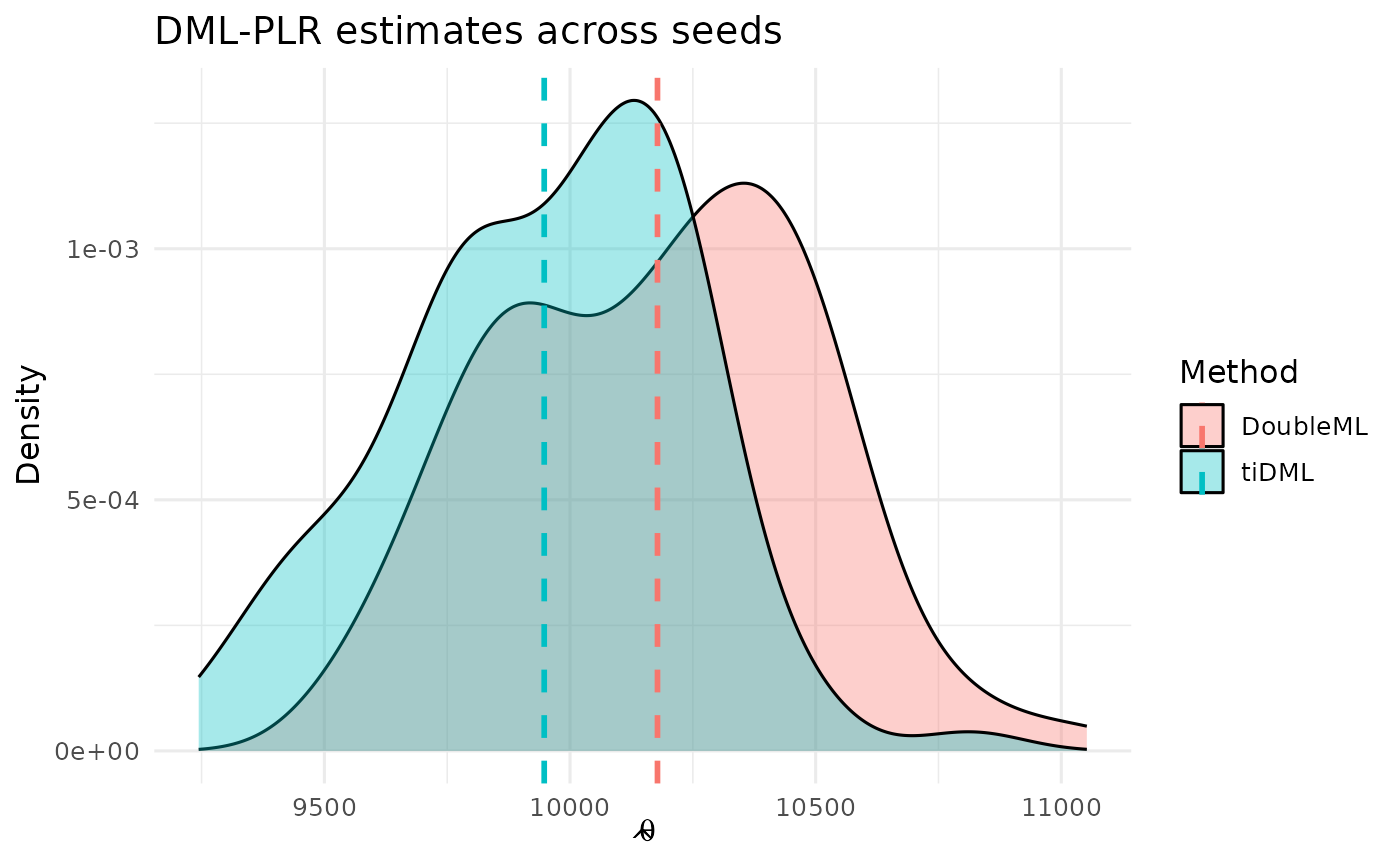 DML-PLR estimates across seeds
Density
1e-03
5e-04
0e+00
9500 10000 10500 11000
θ̂
Method
DoubleML
tiDML